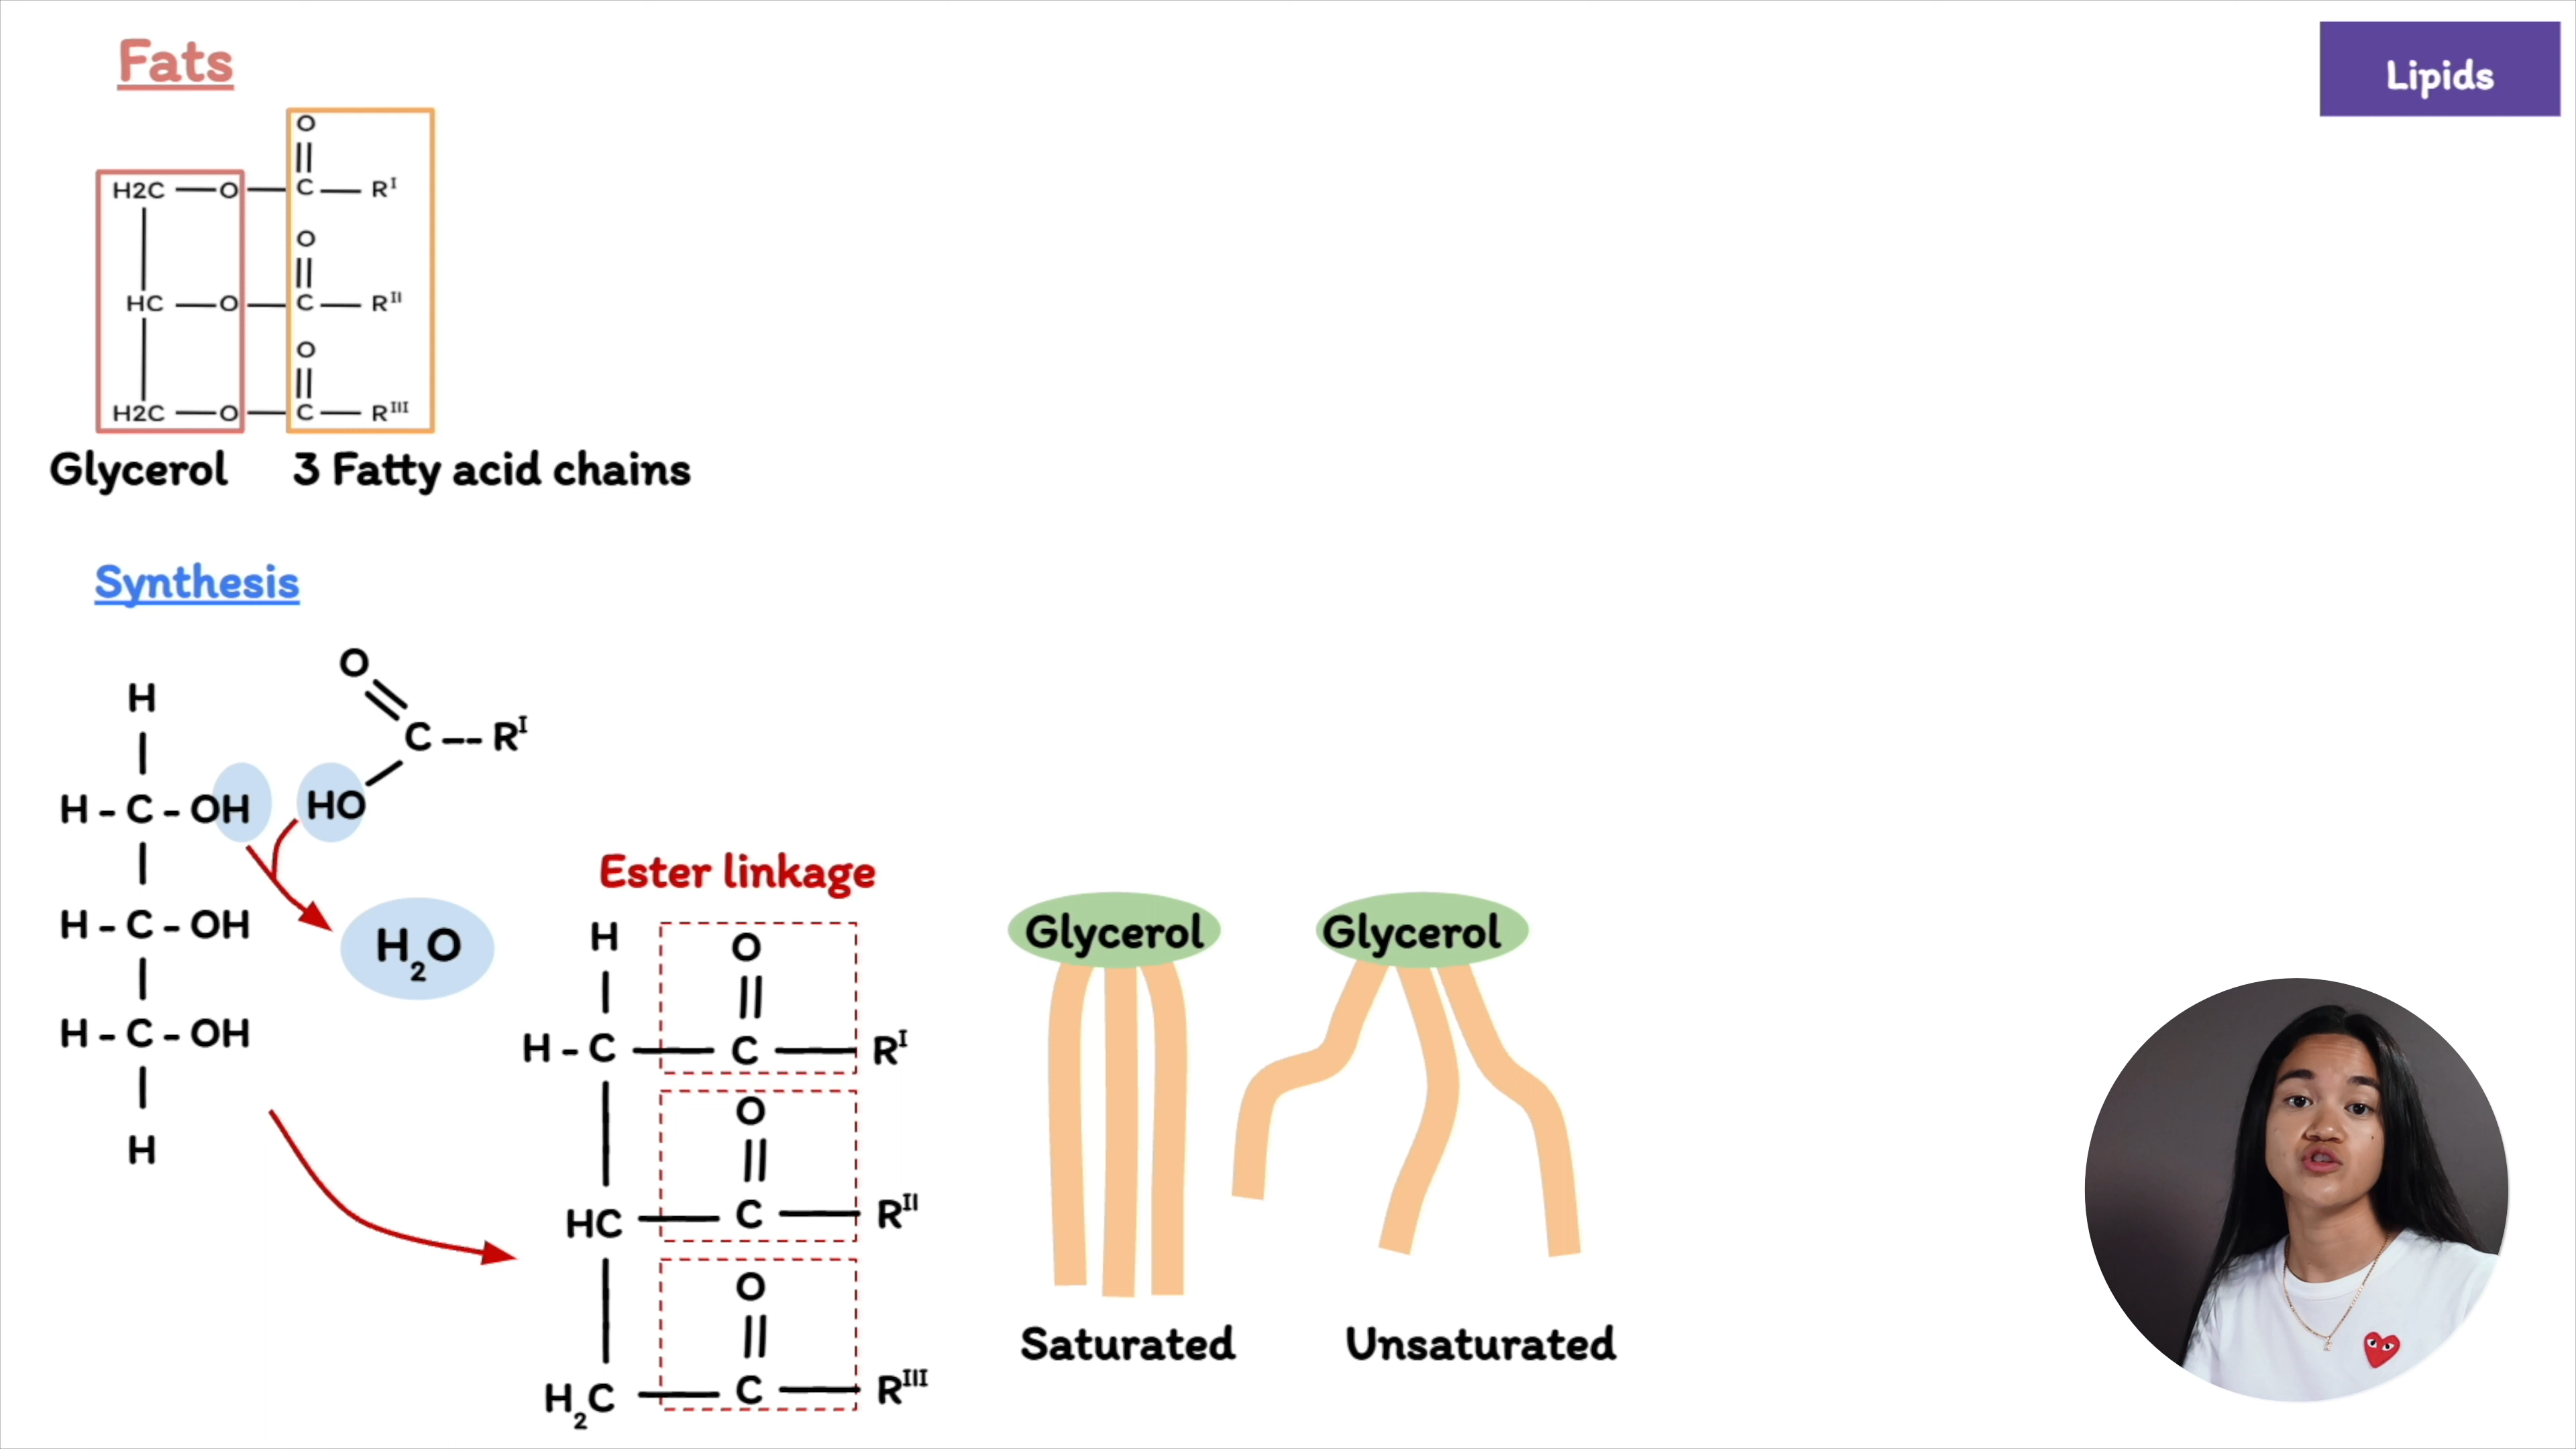 Fats
Lipids
O
H2C — O — C — R^I
O
HC — O — C — R^II
O
H2C — O — C — R^III
Glycerol
3 Fatty acid chains
Synthesis
O
H
C -- R^I
H - C - OH
HO
H - C - OH
H₂O
H - C - OH
H
Ester linkage
H
O
H - C — C — R^I
O
HC — C — R^II
O
H₂C — C — R^III
Glycerol
Glycerol
Saturated
Unsaturated